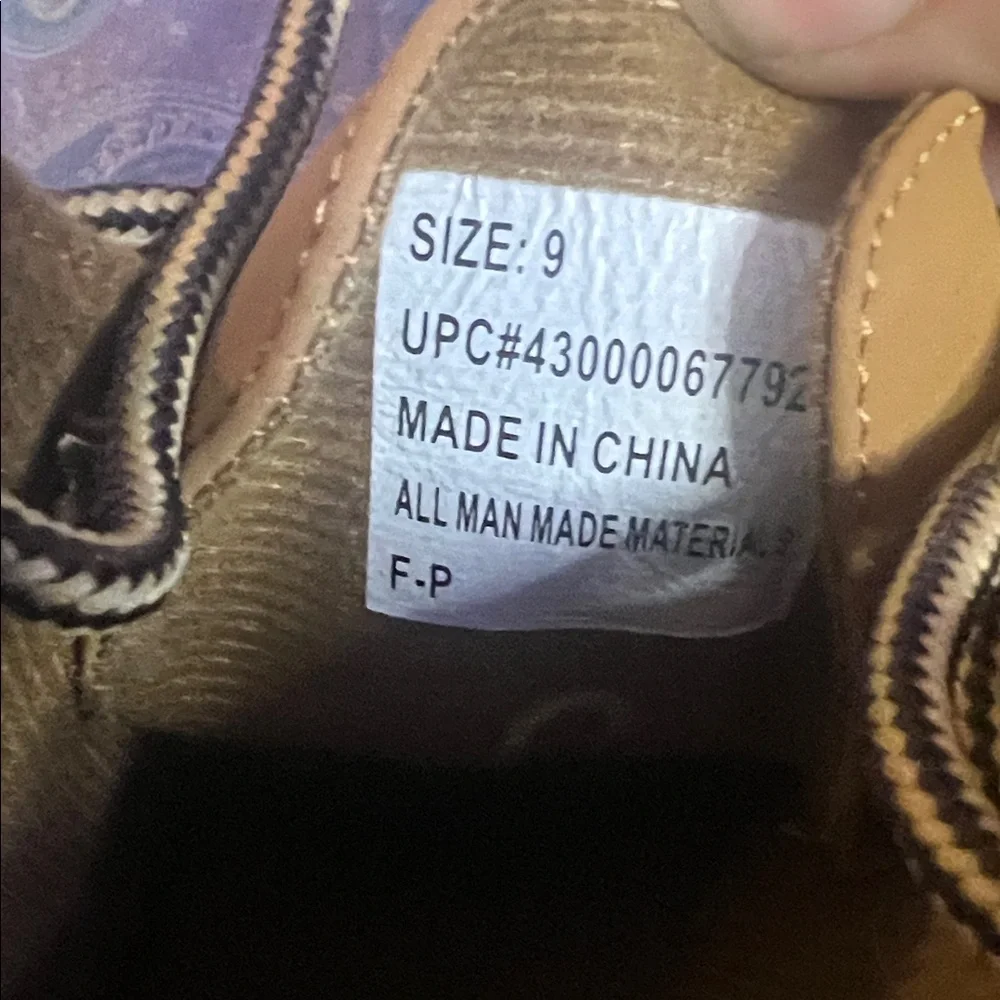 SIZE: 9
UPC#43000067792
MADE IN CHINA
ALL MAN MADE MATERIALS
F-P